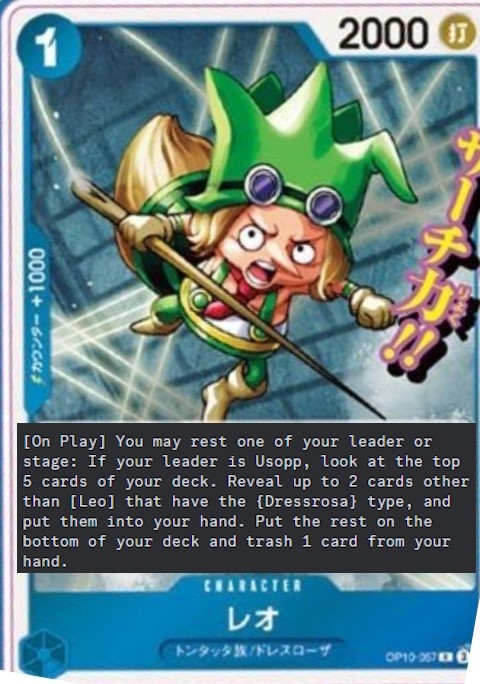 1
2000 打
サーチ力!!
りょく
カウンター +1000
[On Play] You may rest one of your leader or
stage: If your leader is Usopp, look at the top
5 cards of your deck. Reveal up to 2 cards other
than [Leo] that have the {Dressrosa} type, and
put them into your hand. Put the rest on the
bottom of your deck and trash 1 card from your
hand.
CHARACTER
レオ
トンタッタ族/ドレスローザ
OP10-057 R 3